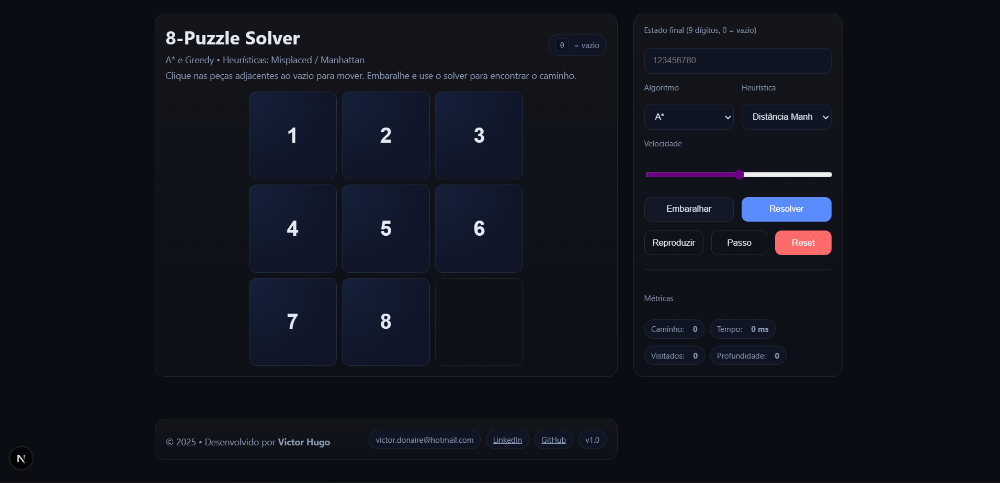 8-Puzzle Solver
0 = vazio
A* e Greedy • Heurísticas: Misplaced / Manhattan
Clique nas peças adjacentes ao vazio para mover. Embaralhe e use o solver para encontrar o caminho.
1 2 3
4 5 6
7 8
Estado final (9 dígitos, 0 = vazio)
123456780
Algoritmo Heurística
A* Distância Manh
Velocidade
Embaralhar Resolver
Reproduzir Passo Reset
Métricas
Caminho: 0 Tempo: 0 ms
Visitados: 0 Profundidade: 0
© 2025 • Desenvolvido por Victor Hugo victor.donaire@hotmail.com LinkedIn GitHub v1.0
N